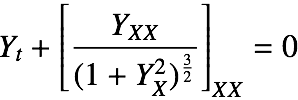 $Y_t + \left[ \frac{Y_{XX}}{(1 + Y_X^2)^{\frac{3}{2}}} \right]_{XX} = 0$